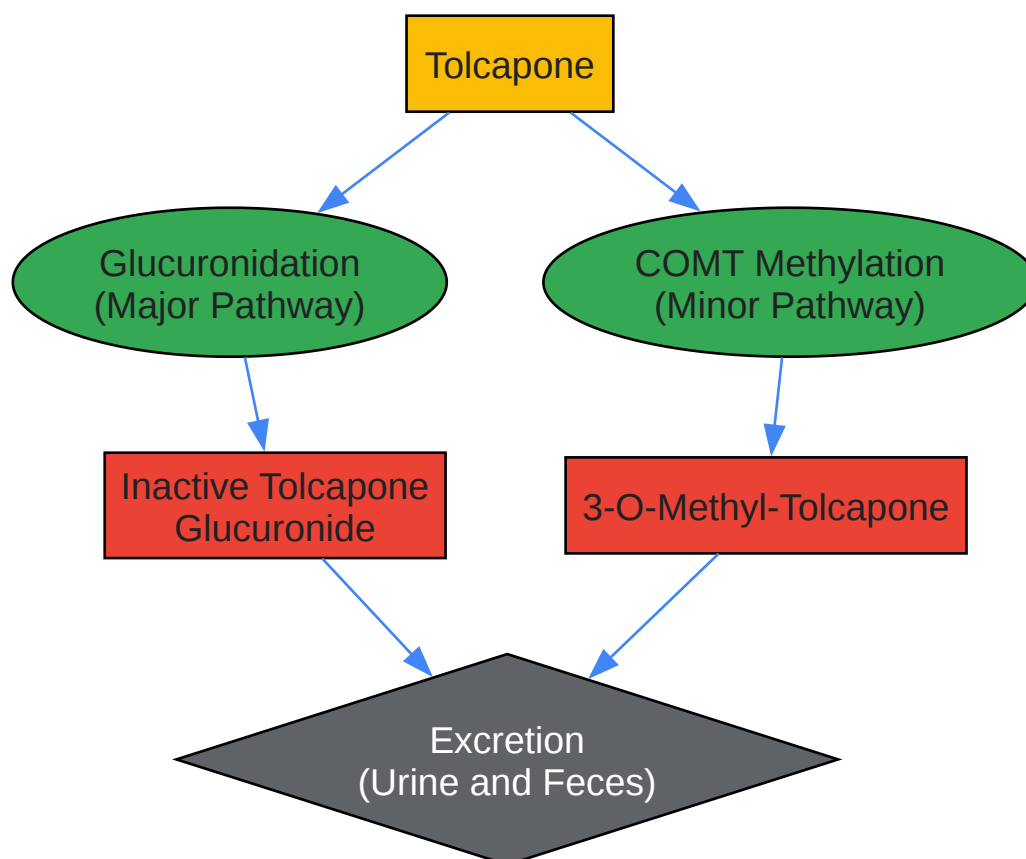 Tolcapone
Glucuronidation
(Major Pathway)
COMT Methylation
(Minor Pathway)
Inactive Tolcapone
Glucuronide
3-O-Methyl-Tolcapone
Excretion
(Urine and Feces)